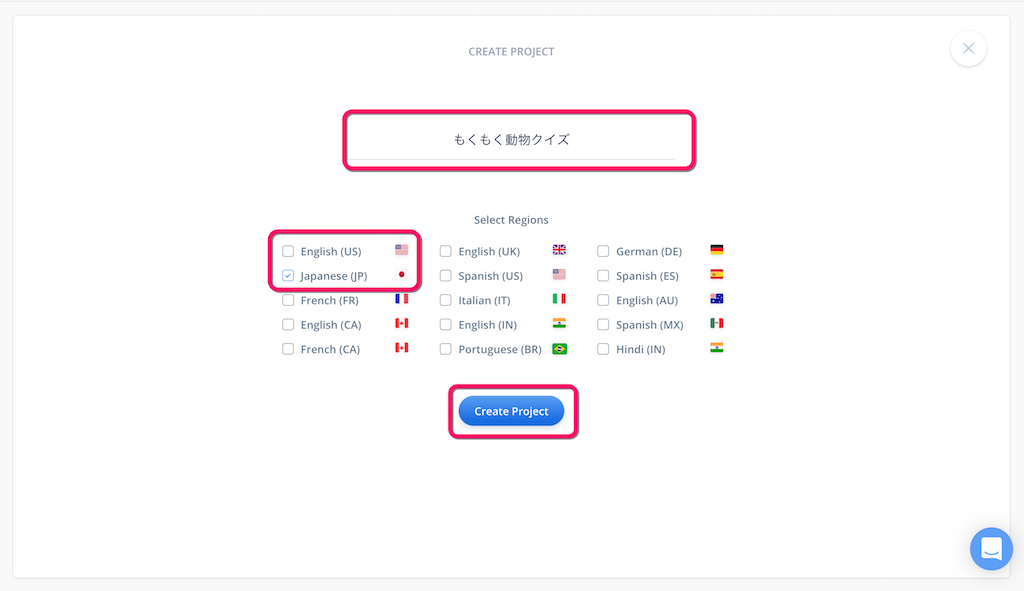 CREATE PROJECT
もくもく動物クイズ
Select Regions
English (US) English (UK) German (DE)
Japanese (JP) Spanish (US) Spanish (ES)
French (FR) Italian (IT) English (AU)
English (CA) English (IN) Spanish (MX)
French (CA) Portuguese (BR) Hindi (IN)
Create Project